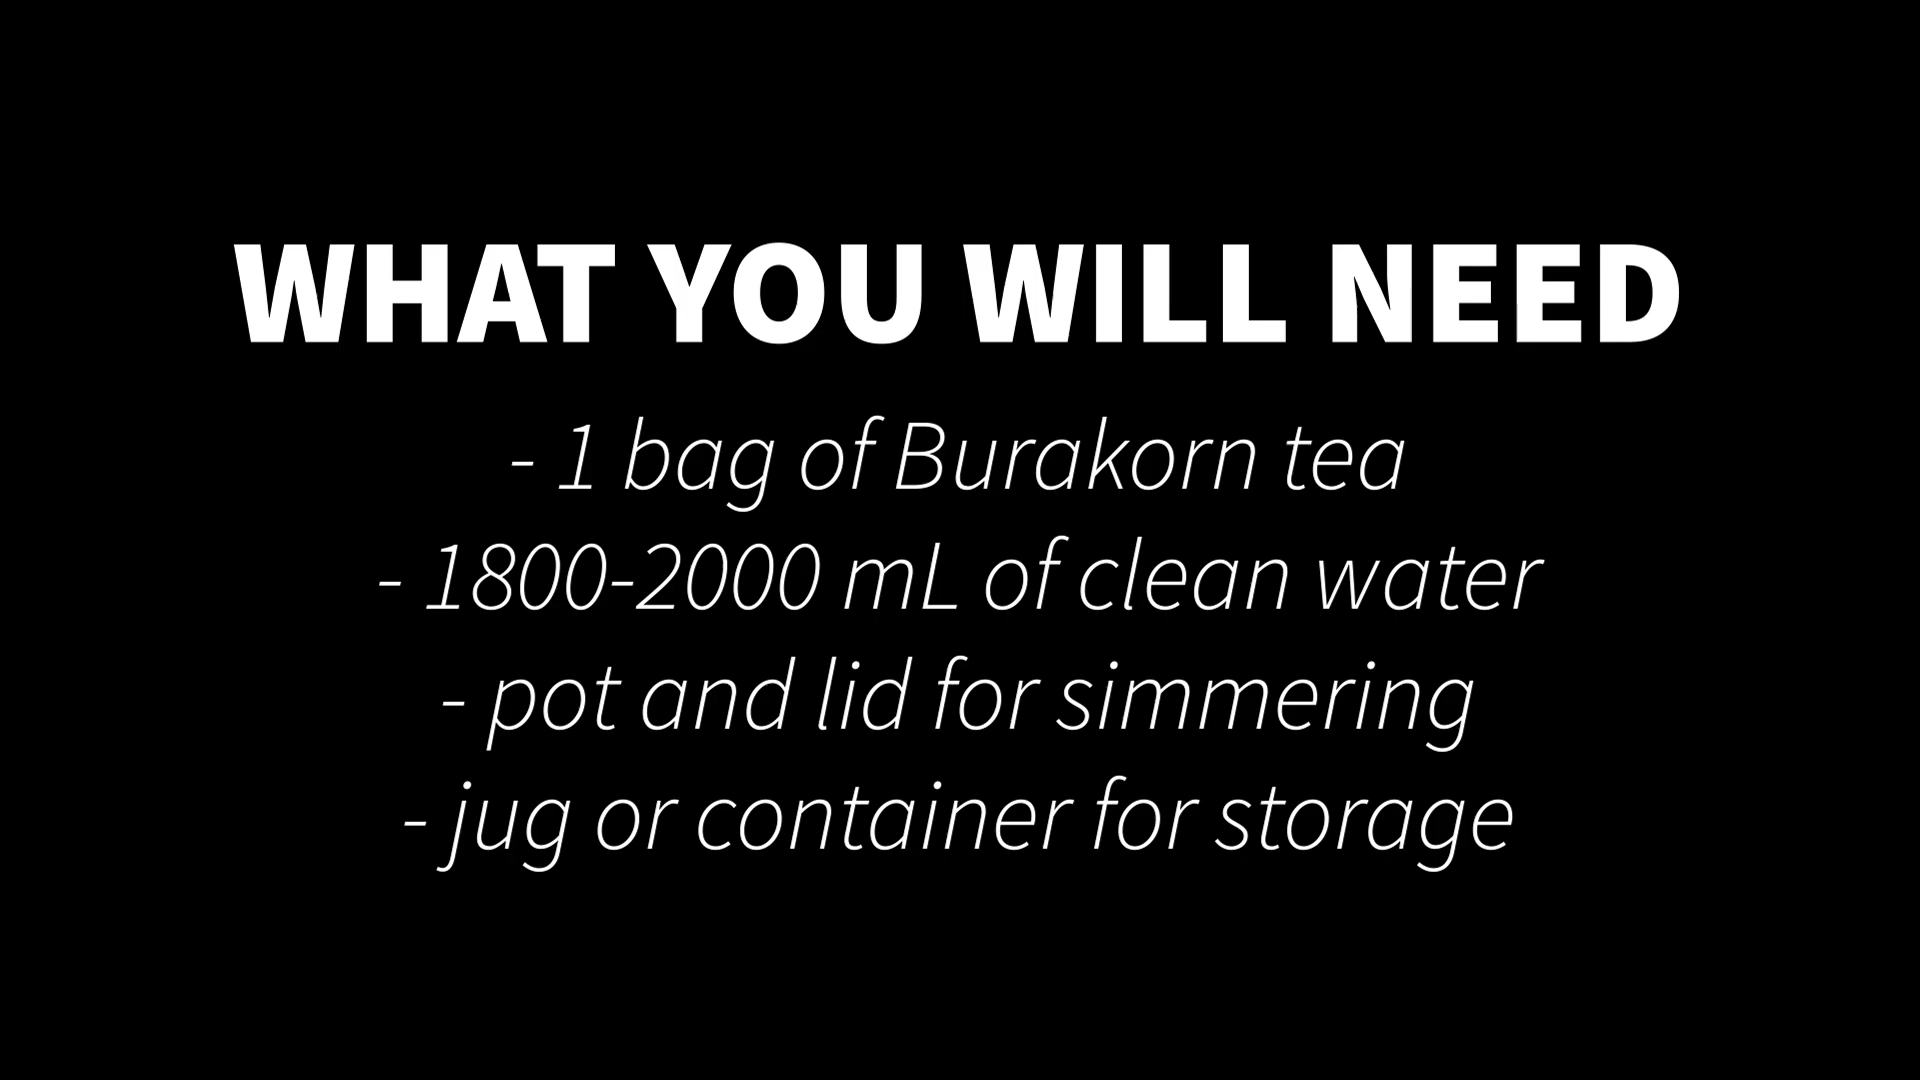 WHAT YOU WILL NEED
- 1 bag of Burakorn tea
- 1800-2000 mL of clean water
- pot and lid for simmering
- jug or container for storage